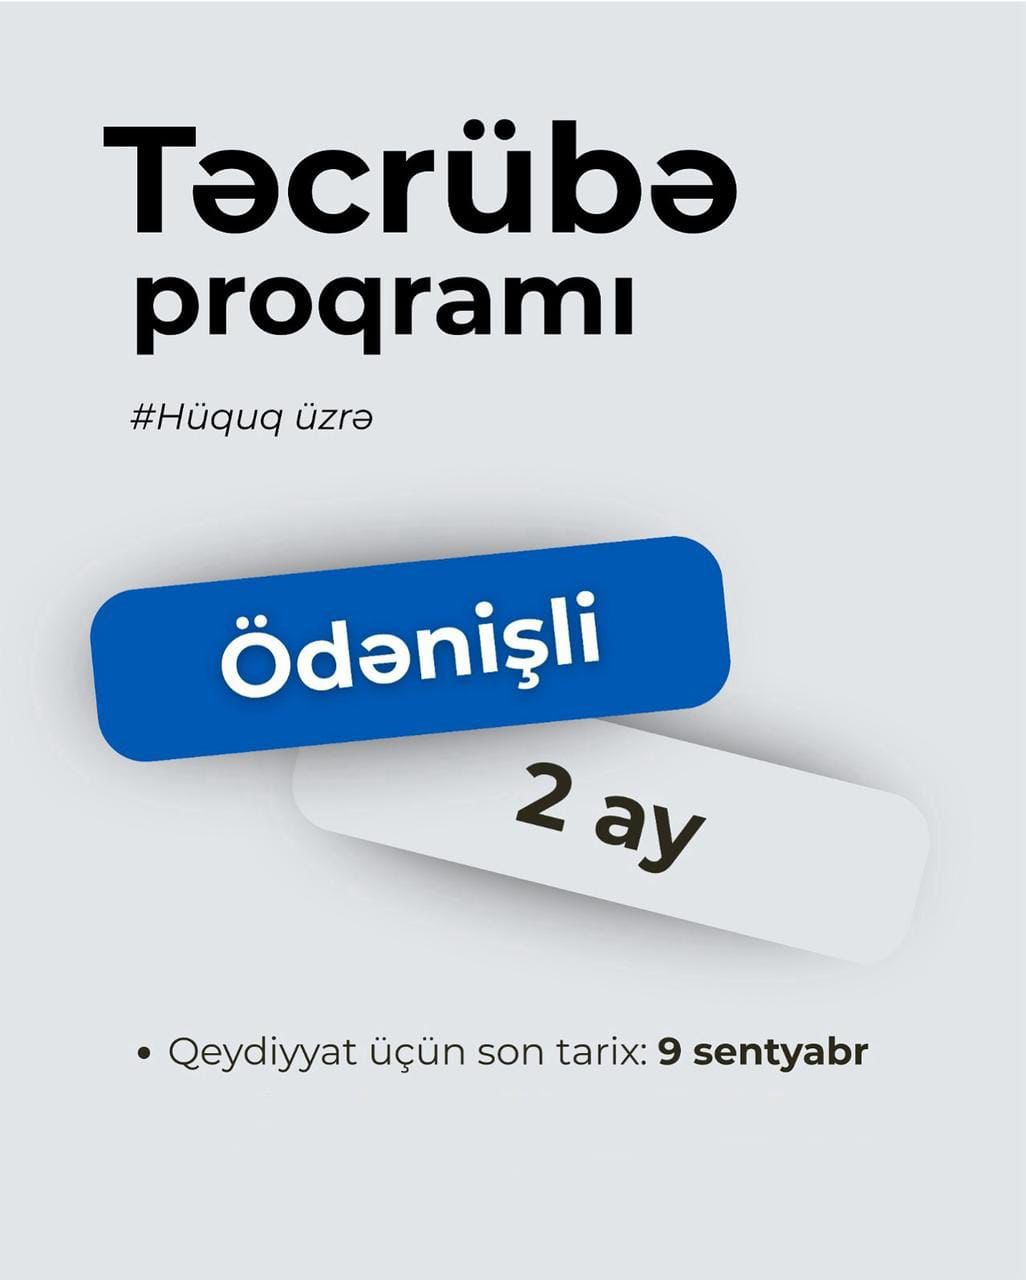 Təcrübə
proqramı
#Hüquq üzrə
Ödənişli
2 ay
• Qeydiyyat üçün son tarix: 9 sentyabr